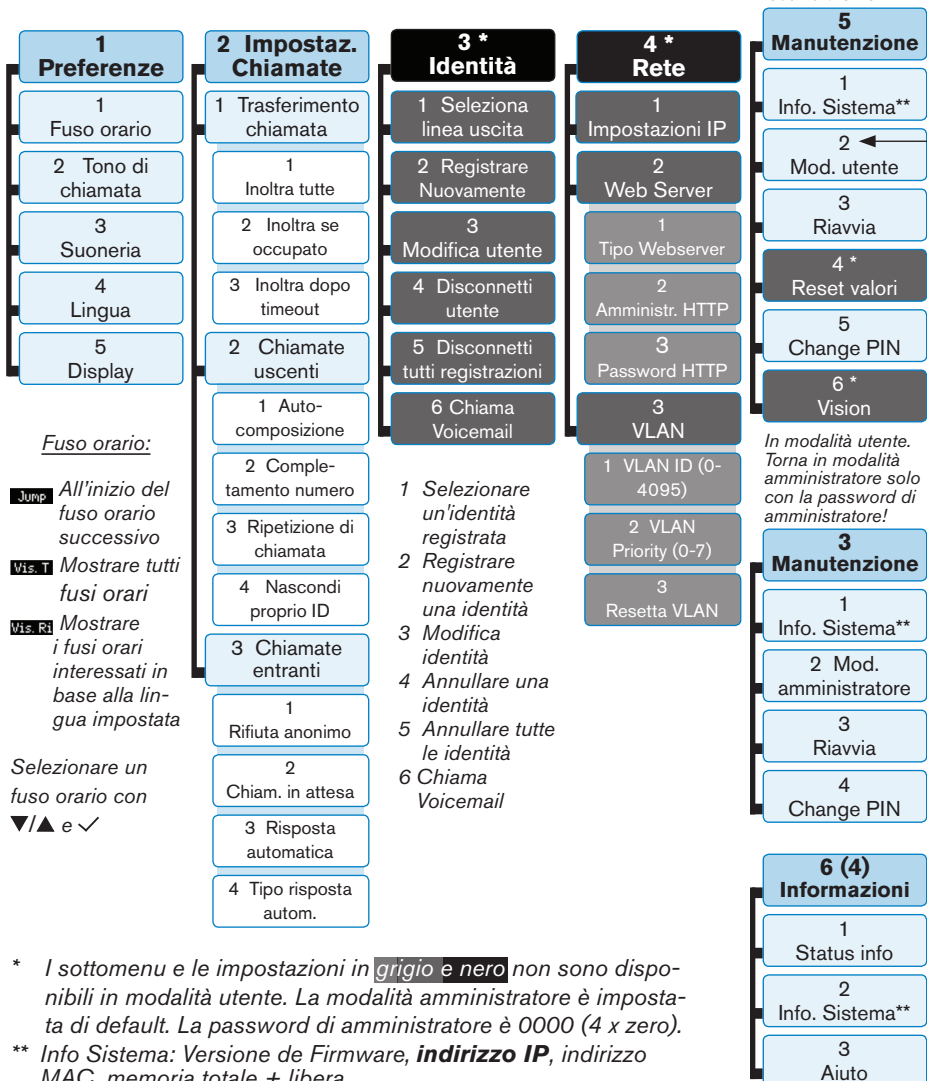 1
Preferenze
1
Fuso orario
2 Tono di
chiamata
3
Suoneria
4
Lingua
5
Display
Fuso orario:
Jump All'inizio del
fuso orario
successivo
Vis. T Mostrare tutti
fusi orari
Vis. Ri Mostrare
i fusi orari
interessati in
base alla lin-
gua impostata
Selezionare un
fuso orario con
▼/▲ e ✓
2 Impostaz.
Chiamate
1 Trasferimento
chiamata
1
Inoltra tutte
2 Inoltra se
occupato
3 Inoltra dopo
timeout
2 Chiamate
uscenti
1 Auto-
composizione
2 Comple-
tamento numero
3 Ripetizione di
chiamata
4 Nascondi
proprio ID
3 Chiamate
entranti
1
Rifiuta anonimo
2
Chiam. in attesa
3 Risposta
automatica
4 Tipo risposta
autom.
3 *
Identità
1 Seleziona
linea uscita
2 Registrare
Nuovamente
3
Modifica utente
4 Disconnetti
utente
5 Disconnetti
tutti registrazioni
6 Chiama
Voicemail
1 Selezionare
un'identità
registrata
2 Registrare
nuovamente
una identità
3 Modifica
identità
4 Annullare una
identità
5 Annullare tutte
le identità
6 Chiama
Voicemail
4 *
Rete
1
Impostazioni IP
2
Web Server
1
Tipo Webserver
2
Amministr. HTTP
3
Password HTTP
3
VLAN
1 VLAN ID (0-
4095)
2 VLAN
Priority (0-7)
3
Resetta VLAN
5
Manutenzione
1
Info. Sistema**
2
Mod. utente
3
Riavvia
4 *
Reset valori
5
Change PIN
6 *
Vision
In modalità utente.
Torna in modalità
amministratore solo
con la password di
amministratore!
3
Manutenzione
1
Info. Sistema**
2 Mod.
amministratore
3
Riavvia
4
Change PIN
6 (4)
Informazioni
1
Status info
2
Info. Sistema**
3
Aiuto
* I sottomenu e le impostazioni in grigio e nero non sono dispo-
nibili in modalità utente. La modalità amministratore è imposta-
ta di default. La password di amministratore è 0000 (4 x zero).
** Info Sistema: Versione de Firmware, indirizzo IP, indirizzo
MAC, memoria totale + libera